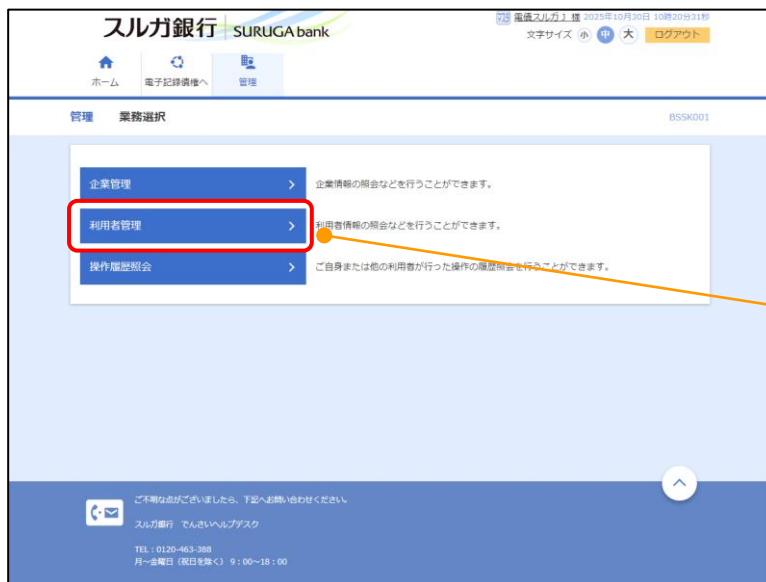 スルガ銀行 SURUGA bank
電債スルガ1 様 2025年10月30日 10時20分31秒
文字サイズ 小 中 大 ログアウト
ホーム 電子記録債権へ 管理
管理 業務選択 BSSK001
企業管理 企業情報の照会などを行うことができます。
利用者管理 利用者情報の照会などを行うことができます。
操作履歴照会 ご自身または他の利用者が行った操作の履歴照会を行うことができます。
ご不明な点がございましたら、下記へお問い合わせください。
スルガ銀行 でんさいヘルプデスク
TEL：0120-463-388
月～金曜日（祝日を除く）9：00～18：00